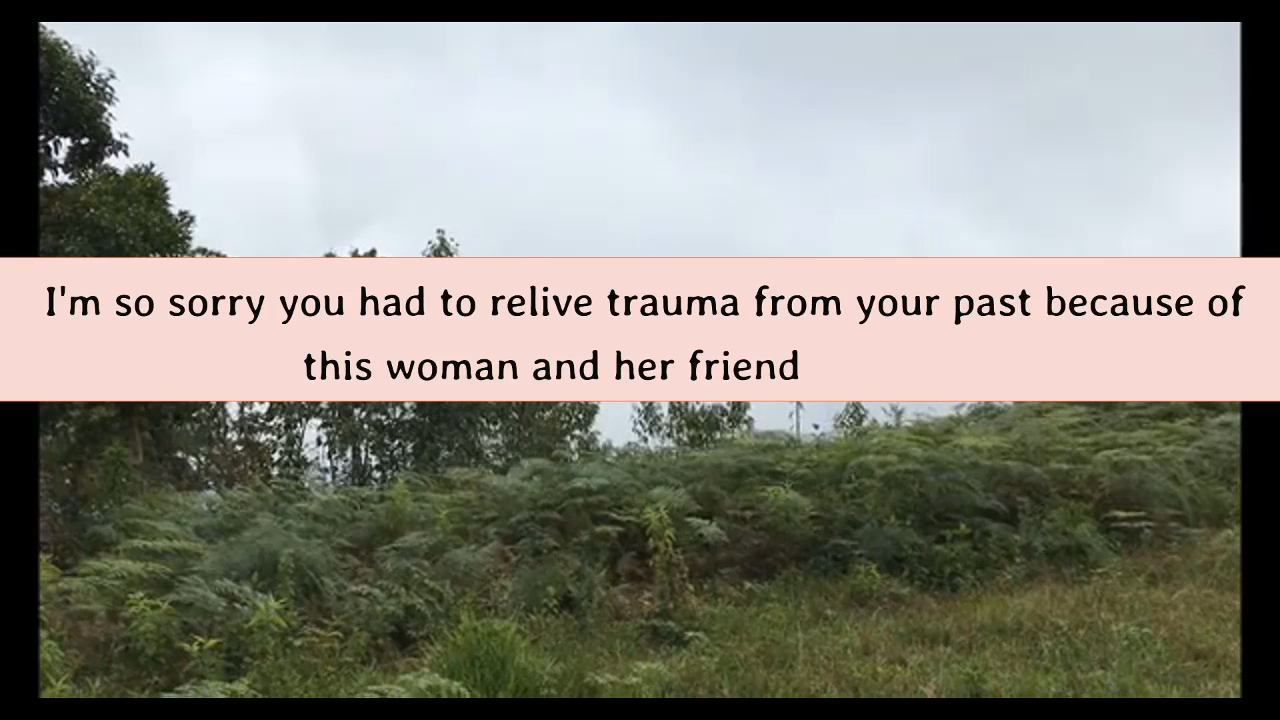 I'm so sorry you had to relive trauma from your past because of
this woman and her friend